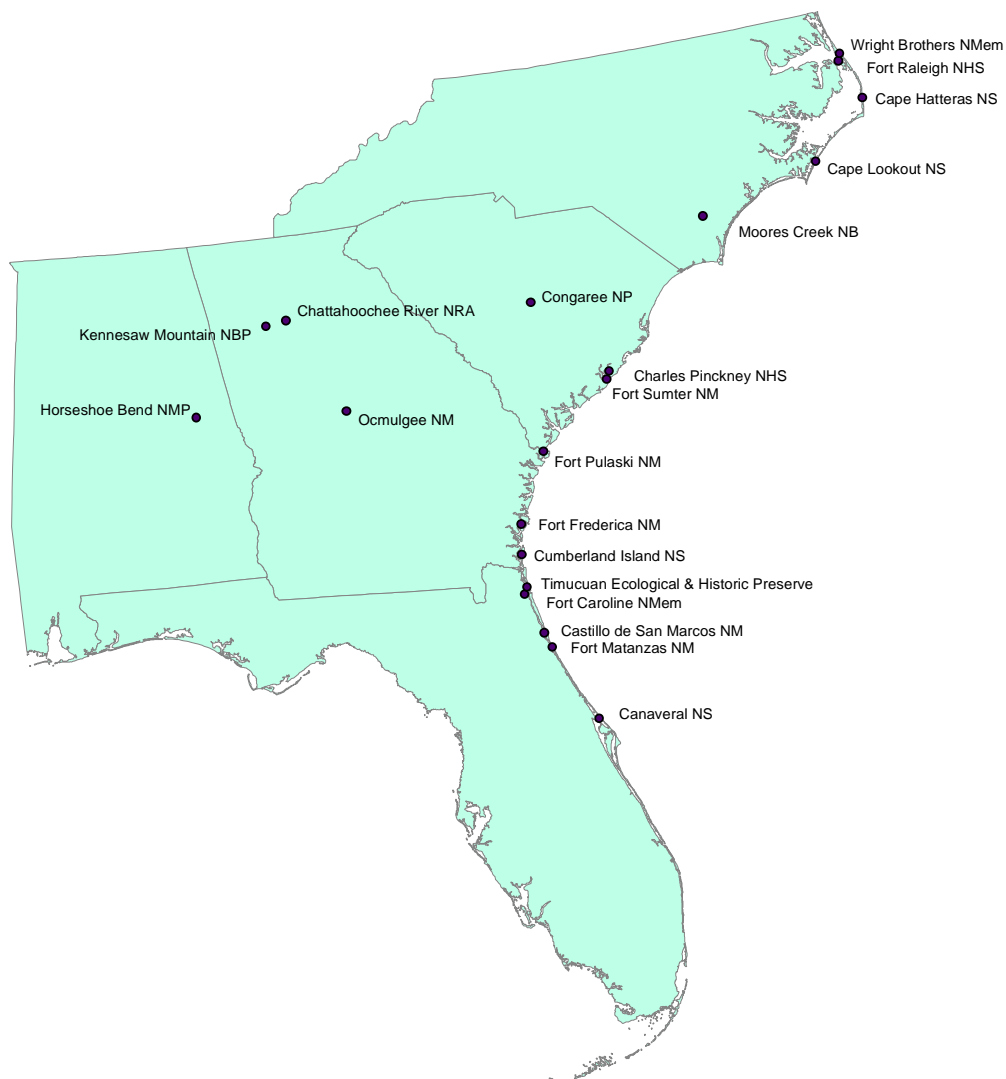 Wright Brothers NMem
Fort Raleigh NHS
Cape Hatteras NS
Cape Lookout NS
Moores Creek NB
Congaree NP
Chattahoochee River NRA
Kennesaw Mountain NBP
Charles Pinckney NHS
Fort Sumter NM
Horseshoe Bend NMP
Ocmulgee NM
Fort Pulaski NM
Fort Frederica NM
Cumberland Island NS
Timucuan Ecological & Historic Preserve
Fort Caroline NMem
Castillo de San Marcos NM
Fort Matanzas NM
Canaveral NS